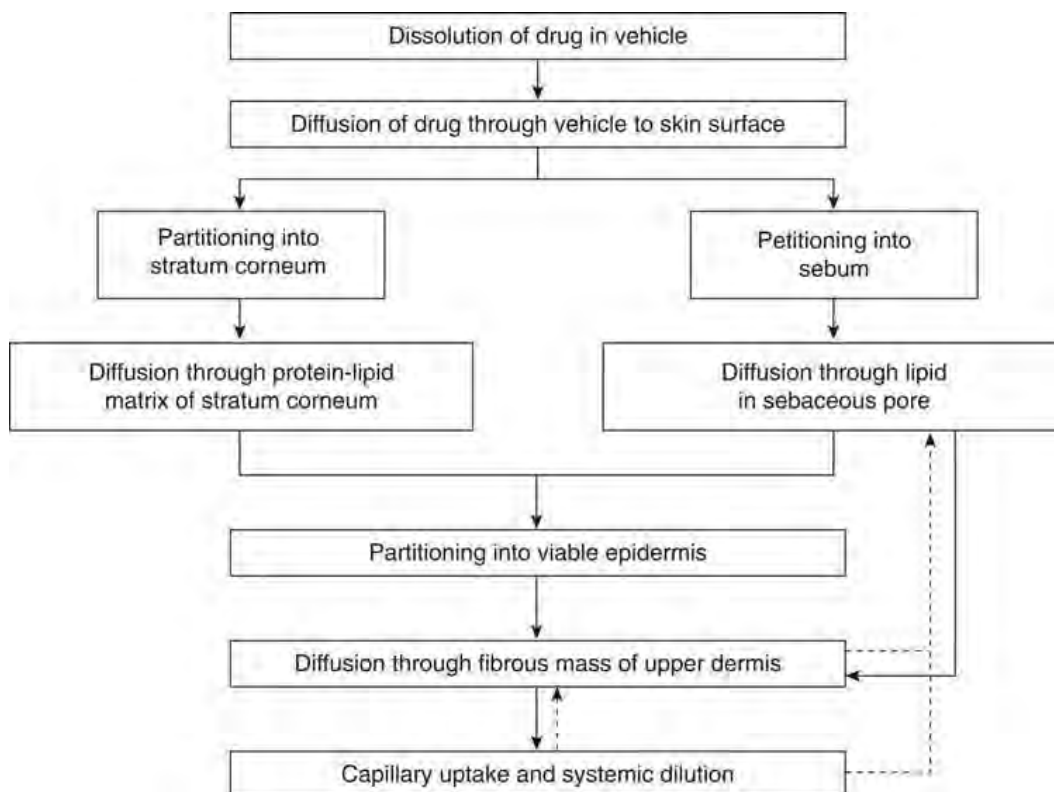 Dissolution of drug in vehicle
Diffusion of drug through vehicle to skin surface
Partitioning into
stratum corneum
Petitioning into
sebum
Diffusion through protein-lipid
matrix of stratum corneum
Diffusion through lipid
in sebaceous pore
Partitioning into viable epidermis
Diffusion through fibrous mass of upper dermis
Capillary uptake and systemic dilution